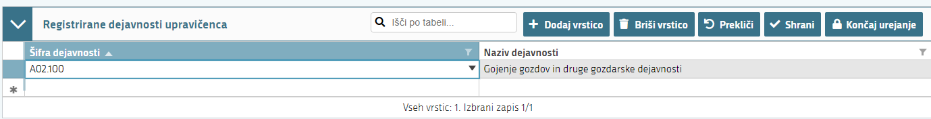 Registrirane dejavnosti upravičenca
Išči po tabeli...
Dodaj vrstico
Briši vrstico
Prekliči
Shrani
Končaj urejanje
Šifra dejavnosti
Naziv dejavnosti
A02.100
Gojenje gozdov in druge gozdarske dejavnosti
Vseh vrstic: 1. Izbrani zapis 1/1